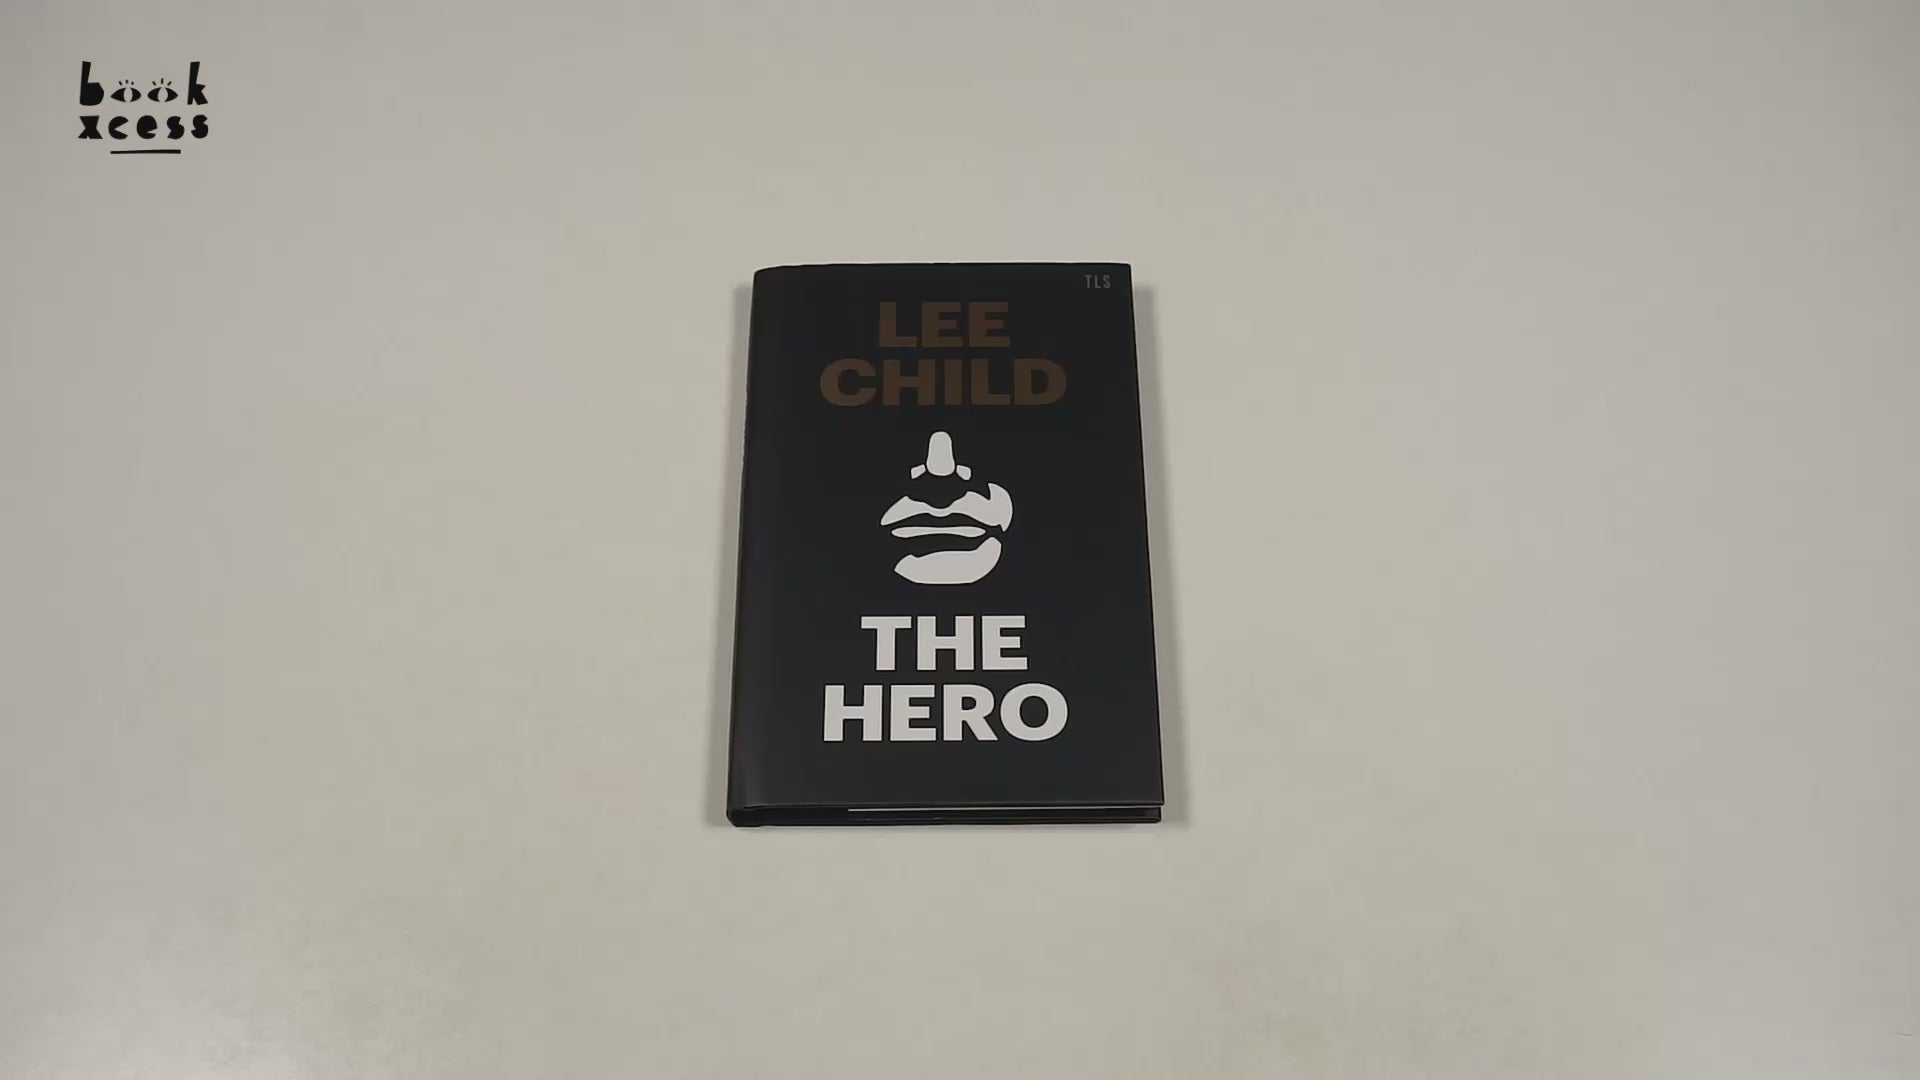 book
xcess
TLS
LEE
CHILD
THE
HERO